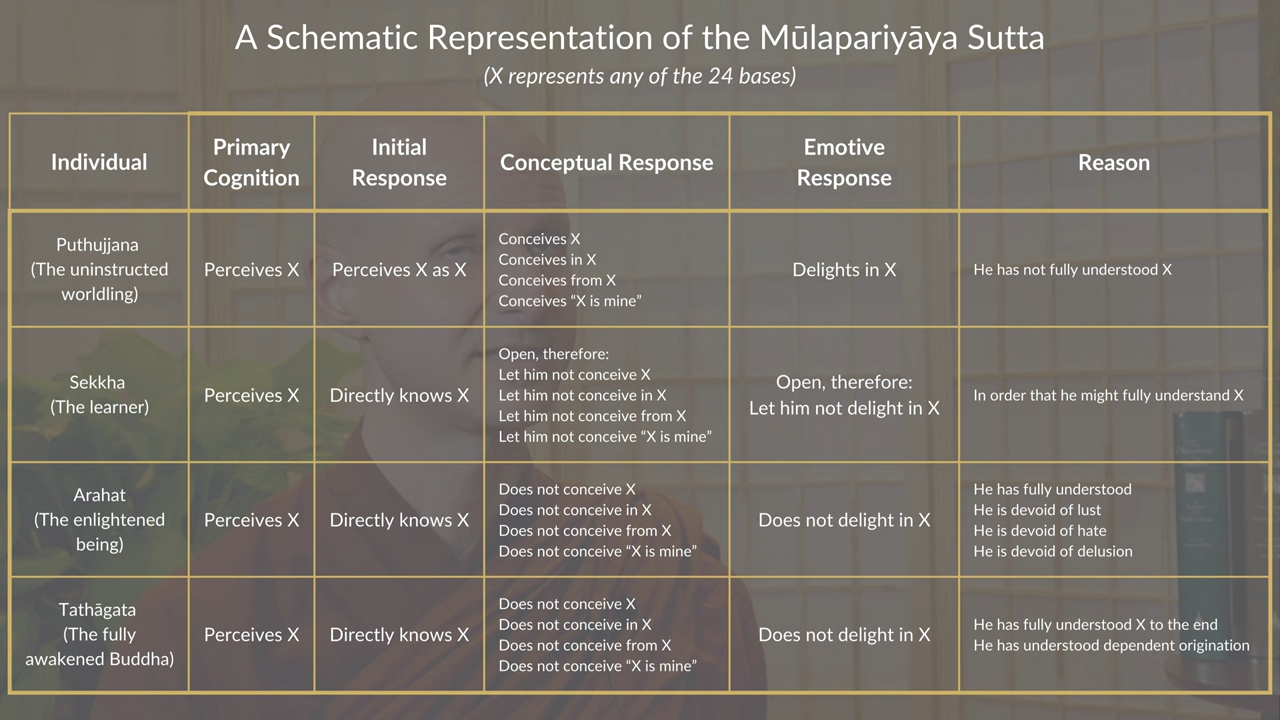 A Schematic Representation of the Mūlapariyāya Sutta
(X represents any of the 24 bases)
Individual
Primary
Cognition
Initial
Response
Conceptual Response
Emotive
Response
Reason
Puthujjana
(The uninstructed
worldling)
Perceives X
Perceives X as X
Conceives X
Conceives in X
Conceives from X
Conceives “X is mine”
Delights in X
He has not fully understood X
Sekkha
(The learner)
Perceives X
Directly knows X
Open, therefore:
Let him not conceive X
Let him not conceive in X
Let him not conceive from X
Let him not conceive “X is mine”
Open, therefore:
Let him not delight in X
In order that he might fully understand X
Arahat
(The enlightened
being)
Perceives X
Directly knows X
Does not conceive X
Does not conceive in X
Does not conceive from X
Does not conceive “X is mine”
Does not delight in X
He has fully understood
He is devoid of lust
He is devoid of hate
He is devoid of delusion
Tathāgata
(The fully
awakened Buddha)
Perceives X
Directly knows X
Does not conceive X
Does not conceive in X
Does not conceive from X
Does not conceive “X is mine”
Does not delight in X
He has fully understood X to the end
He has understood dependent origination